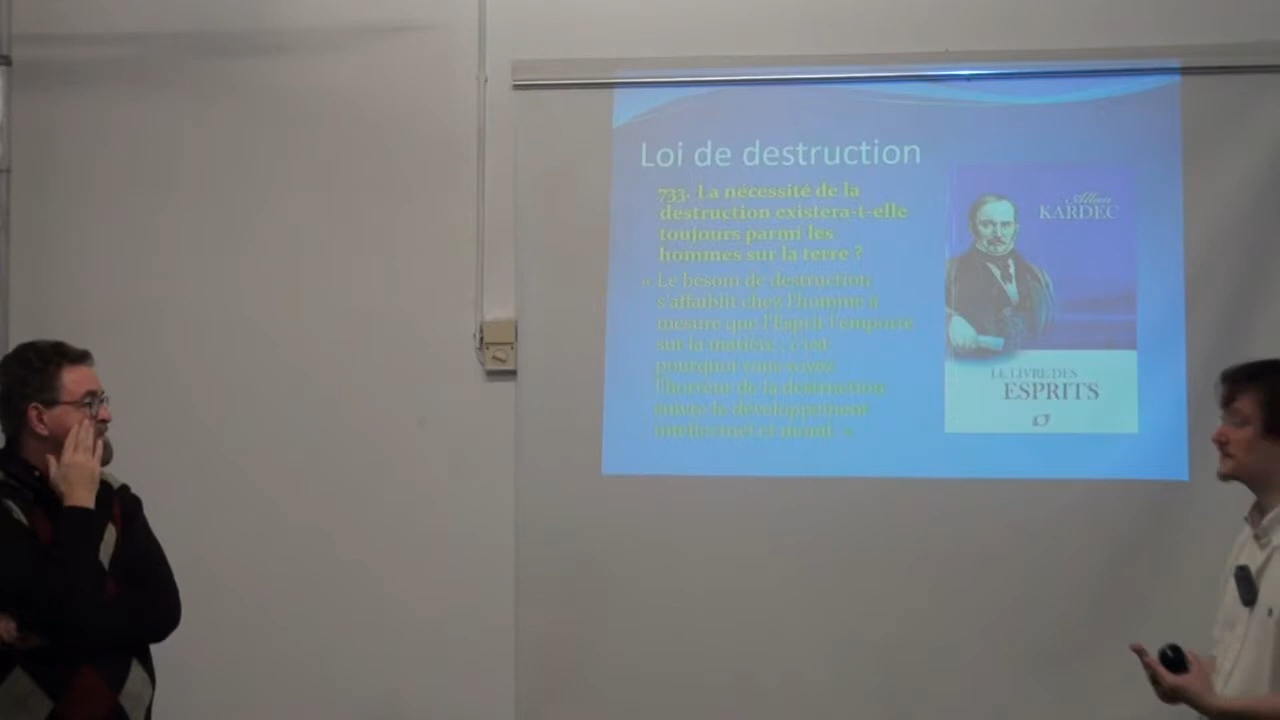 Loi de destruction
733. La nécessité de la
destruction existera-t-elle
toujours parmi les
hommes sur la terre ?
« Le besoin de destruction
s'affaiblit chez l'homme à
mesure que l'Esprit l'emporte
sur la matière ; c'est
pourquoi vous voyez
l'horreur de la destruction
suivre le développement
intellectuel et moral. »
Allan
KARDEC
LE LIVRE DES
ESPRITS